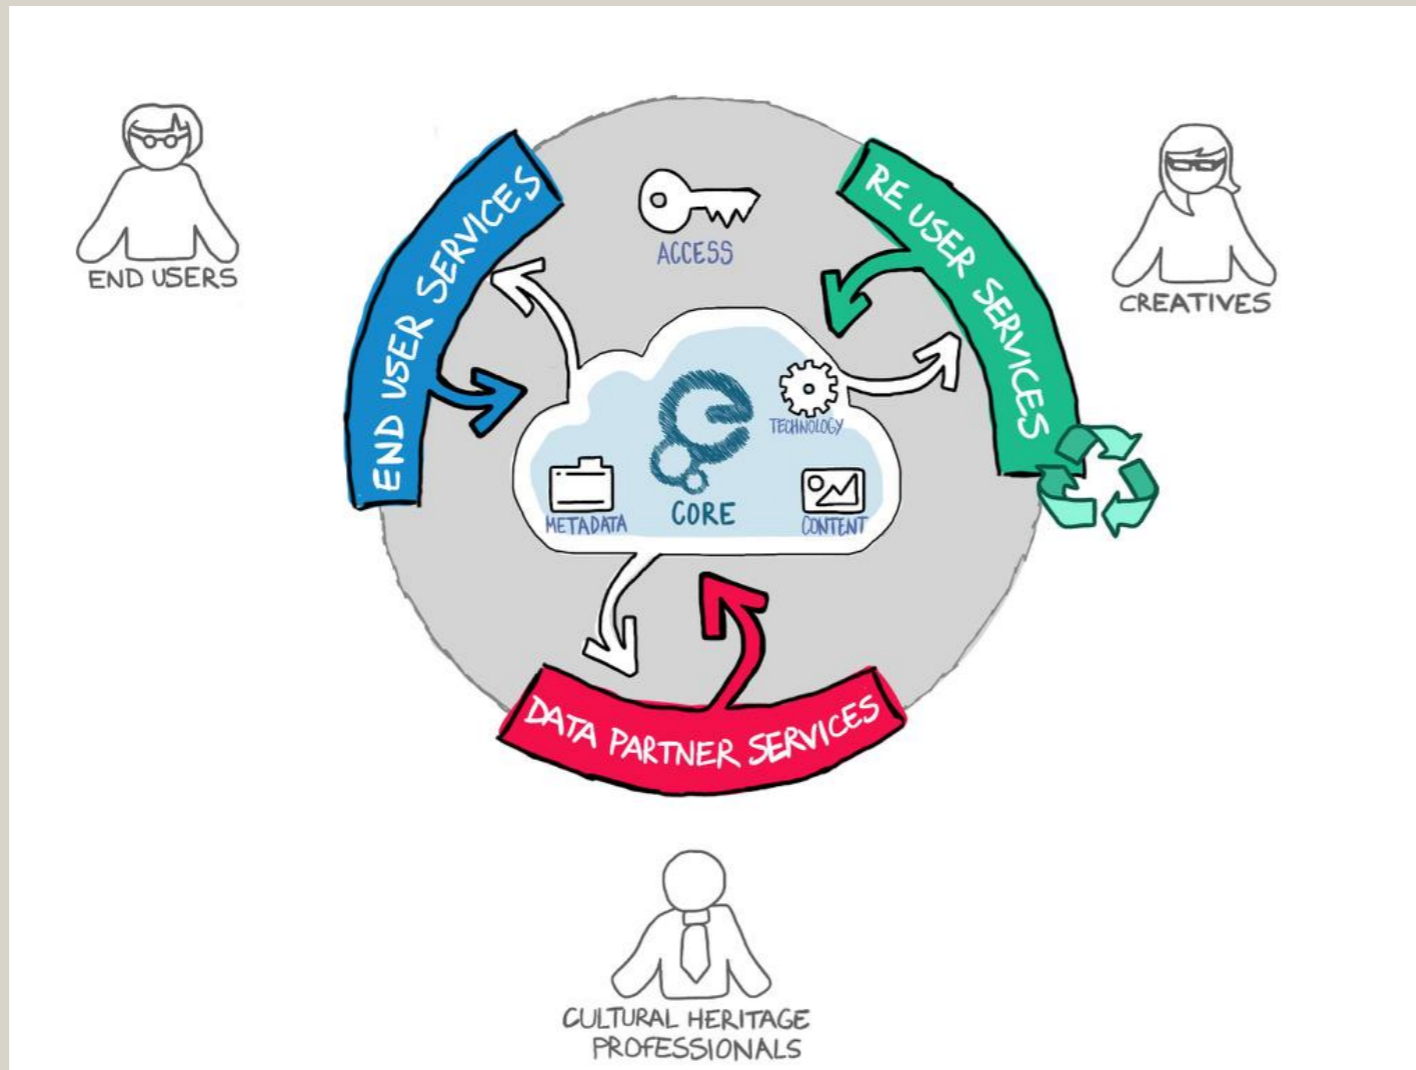 END USERS
END USER SERVICES
ACCESS
RE USER SERVICES
CREATIVES
TECHNOLOGY
METADATA
CORE
CONTENT
DATA PARTNER SERVICES
CULTURAL HERITAGE
PROFESSIONALS